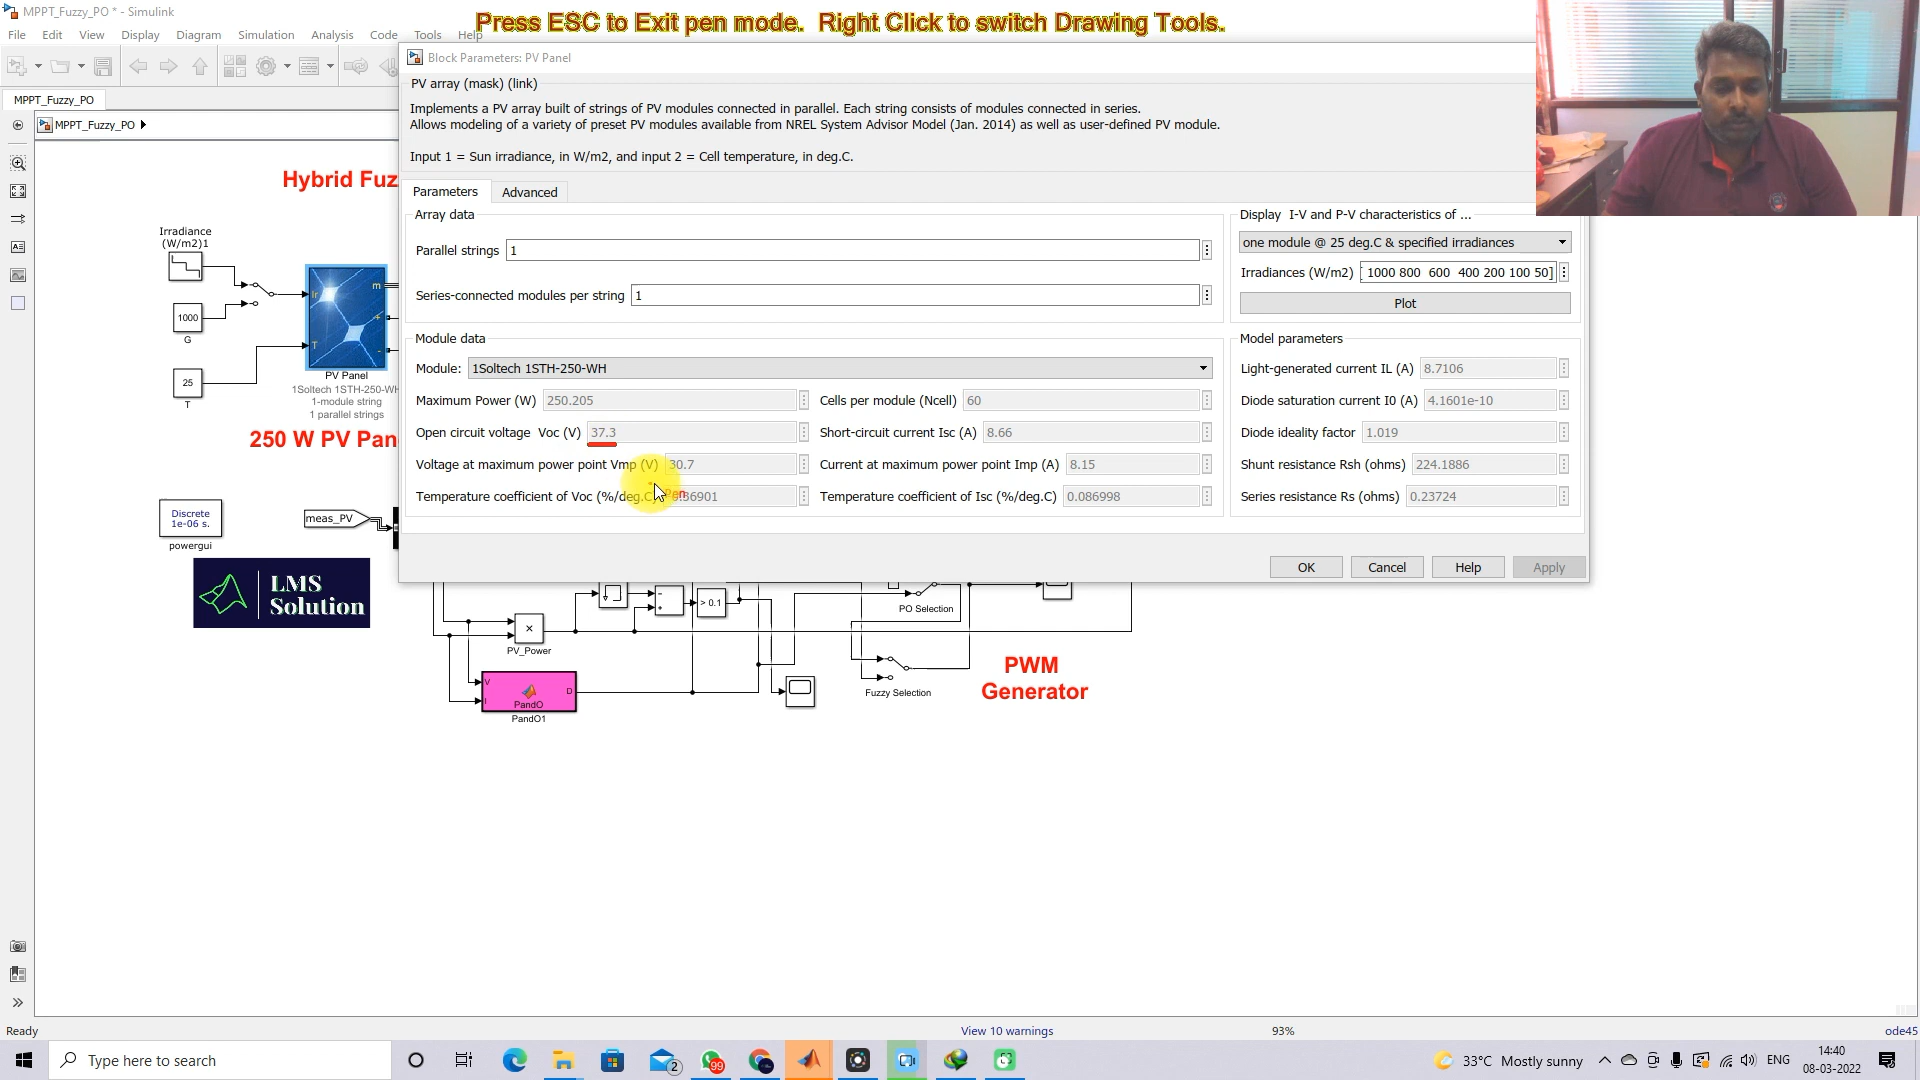 MPPT_Fuzzy_PO * - Simulink
Press ESC to Exit pen mode. Right Click to switch Drawing Tools.
File Edit View Display Diagram Simulation Analysis Code Tools Help
Block Parameters: PV Panel
PV array (mask) (link)
MPPT_Fuzzy_PO
Implements a PV array built of strings of PV modules connected in parallel. Each string consists of modules connected in series.
Allows modeling of a variety of preset PV modules available from NREL System Advisor Model (Jan. 2014) as well as user-defined PV module.
MPPT_Fuzzy_PO
Input 1 = Sun irradiance, in W/m2, and input 2 = Cell temperature, in deg.C.
Hybrid Fuz
Parameters Advanced
Array data
Display I-V and P-V characteristics of ...
Irradiance
(W/m2)1
Parallel strings 1
one module @ 25 deg.C & specified irradiances
Irradiances (W/m2) [ 1000 800 600 400 200 100 50]
Series-connected modules per string 1
Plot
Ir
m
+
-
T
1000
G
25
T
PV Panel
1Soltech 1STH-250-WH
1-module string
1 parallel strings
250 W PV Pan
Module data
Model parameters
Module: 1Soltech 1STH-250-WH
Light-generated current IL (A) 8.7106
Maximum Power (W) 250.205
Cells per module (Ncell) 60
Diode saturation current I0 (A) 4.1601e-10
Open circuit voltage Voc (V) 37.3
Short-circuit current Isc (A) 8.66
Diode ideality factor 1.019
Voltage at maximum power point Vmp (V) 30.7
Current at maximum power point Imp (A) 8.15
Shunt resistance Rsh (ohms) 224.1886
Pen
Temperature coefficient of Voc (%/deg.C 36901
Temperature coefficient of Isc (%/deg.C) 0.086998
Series resistance Rs (ohms) 0.23724
Discrete
1e-06 s.
powergui
meas_PV
OK Cancel Help Apply
LMS
Solution
> 0.1
PO Selection
×
PV_Power
V
I
D
PandO
PandO1
Fuzzy Selection
PWM
Generator
Ready
View 10 warnings
93%
ode45
Type here to search
2
99
33°C Mostly sunny
ENG
14:40
08-03-2022